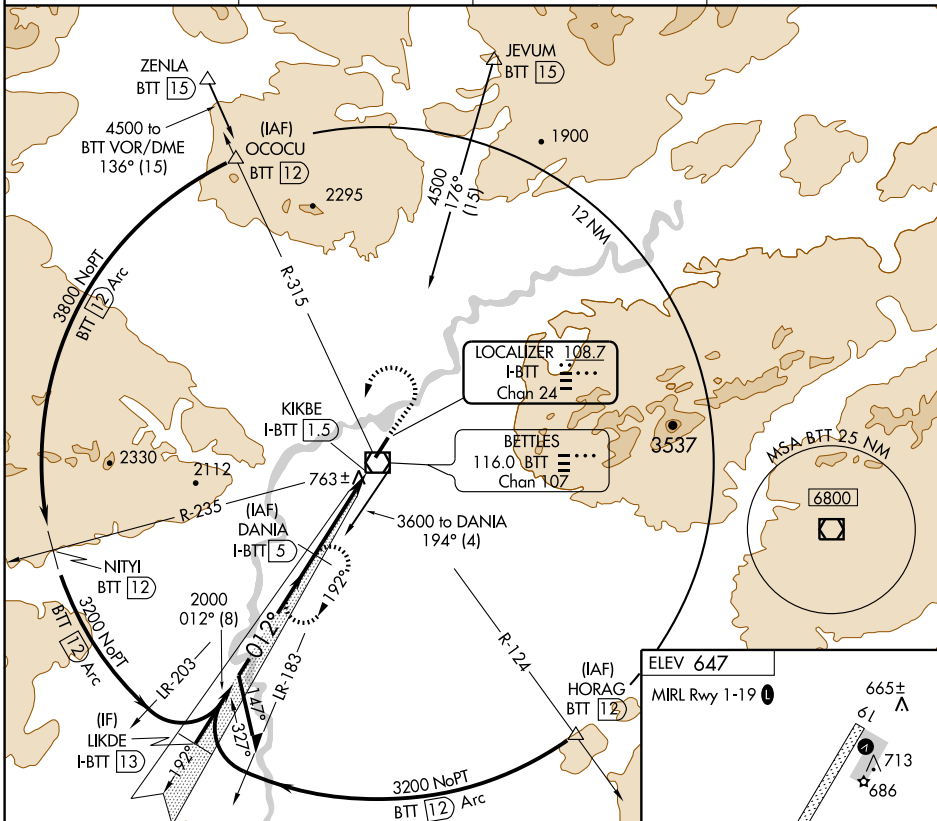 ZENLA
BTT 15
JEVUM
BTT 15
4500 to
BTT VOR/DME
136° (15)
(IAF)
OCOCU
BTT 12
1900
2295
4500
176°
(15)
12 NM
3800 NoPT
BTT 12 Arc
R-315
LOCALIZER 108.7
I-BTT
Chan 24
KIKBE
I-BTT 1.5
BETTLES
116.0 BTT
Chan 107
3537
MSA BTT 25 NM
6800
2330
2112
763±
R-235
(IAF)
DANIA
I-BTT 5
3600 to DANIA
194° (4)
NITYI
BTT 12
192°
2000
012° (8)
012°
3200 NoPT
BTT 12 Arc
LR-203
LR-183
R-124
147°
327°
(IF)
LIKDE
I-BTT 13
192°
(IAF)
HORAG
BTT 12
3200 NoPT
BTT 12 Arc
ELEV 647
MIRL Rwy 1-19 L
665±
19
713
686